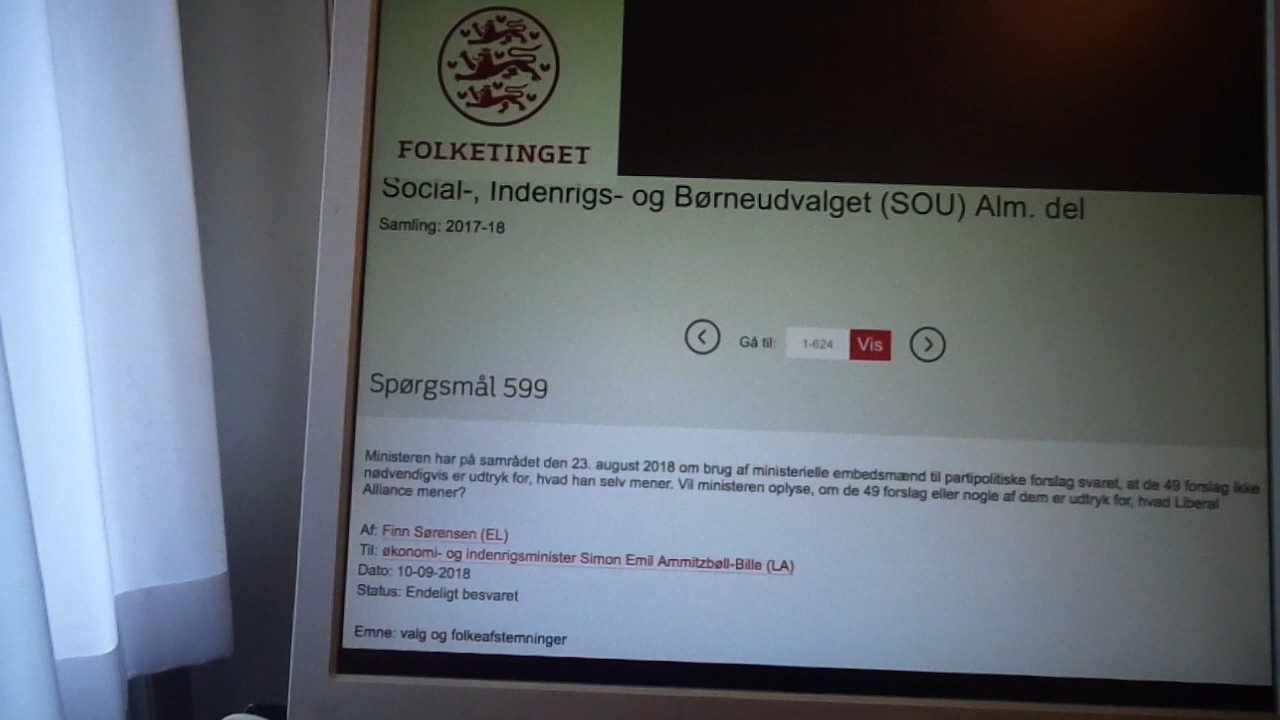 FOLKETINGET
Social-, Indenrigs- og Børneudvalget (SOU) Alm. del
Samling: 2017-18
Gå til: 1-624 Vis
Spørgsmål 599
Ministeren har på samrådet den 23. august 2018 om brug af ministerielle embedsmænd til partipolitiske forslag svaret, at de 49 forslag ikke
nødvendigvis er udtryk for, hvad han selv mener. Vil ministeren oplyse, om de 49 forslag eller nogle af dem er udtryk for, hvad Liberal
Alliance mener?
Af: Finn Sørensen (EL)
Til: økonomi- og indenrigsminister Simon Emil Ammitzbøll-Bille (LA)
Dato: 10-09-2018
Status: Endeligt besvaret
Emne: valg og folkeafstemninger